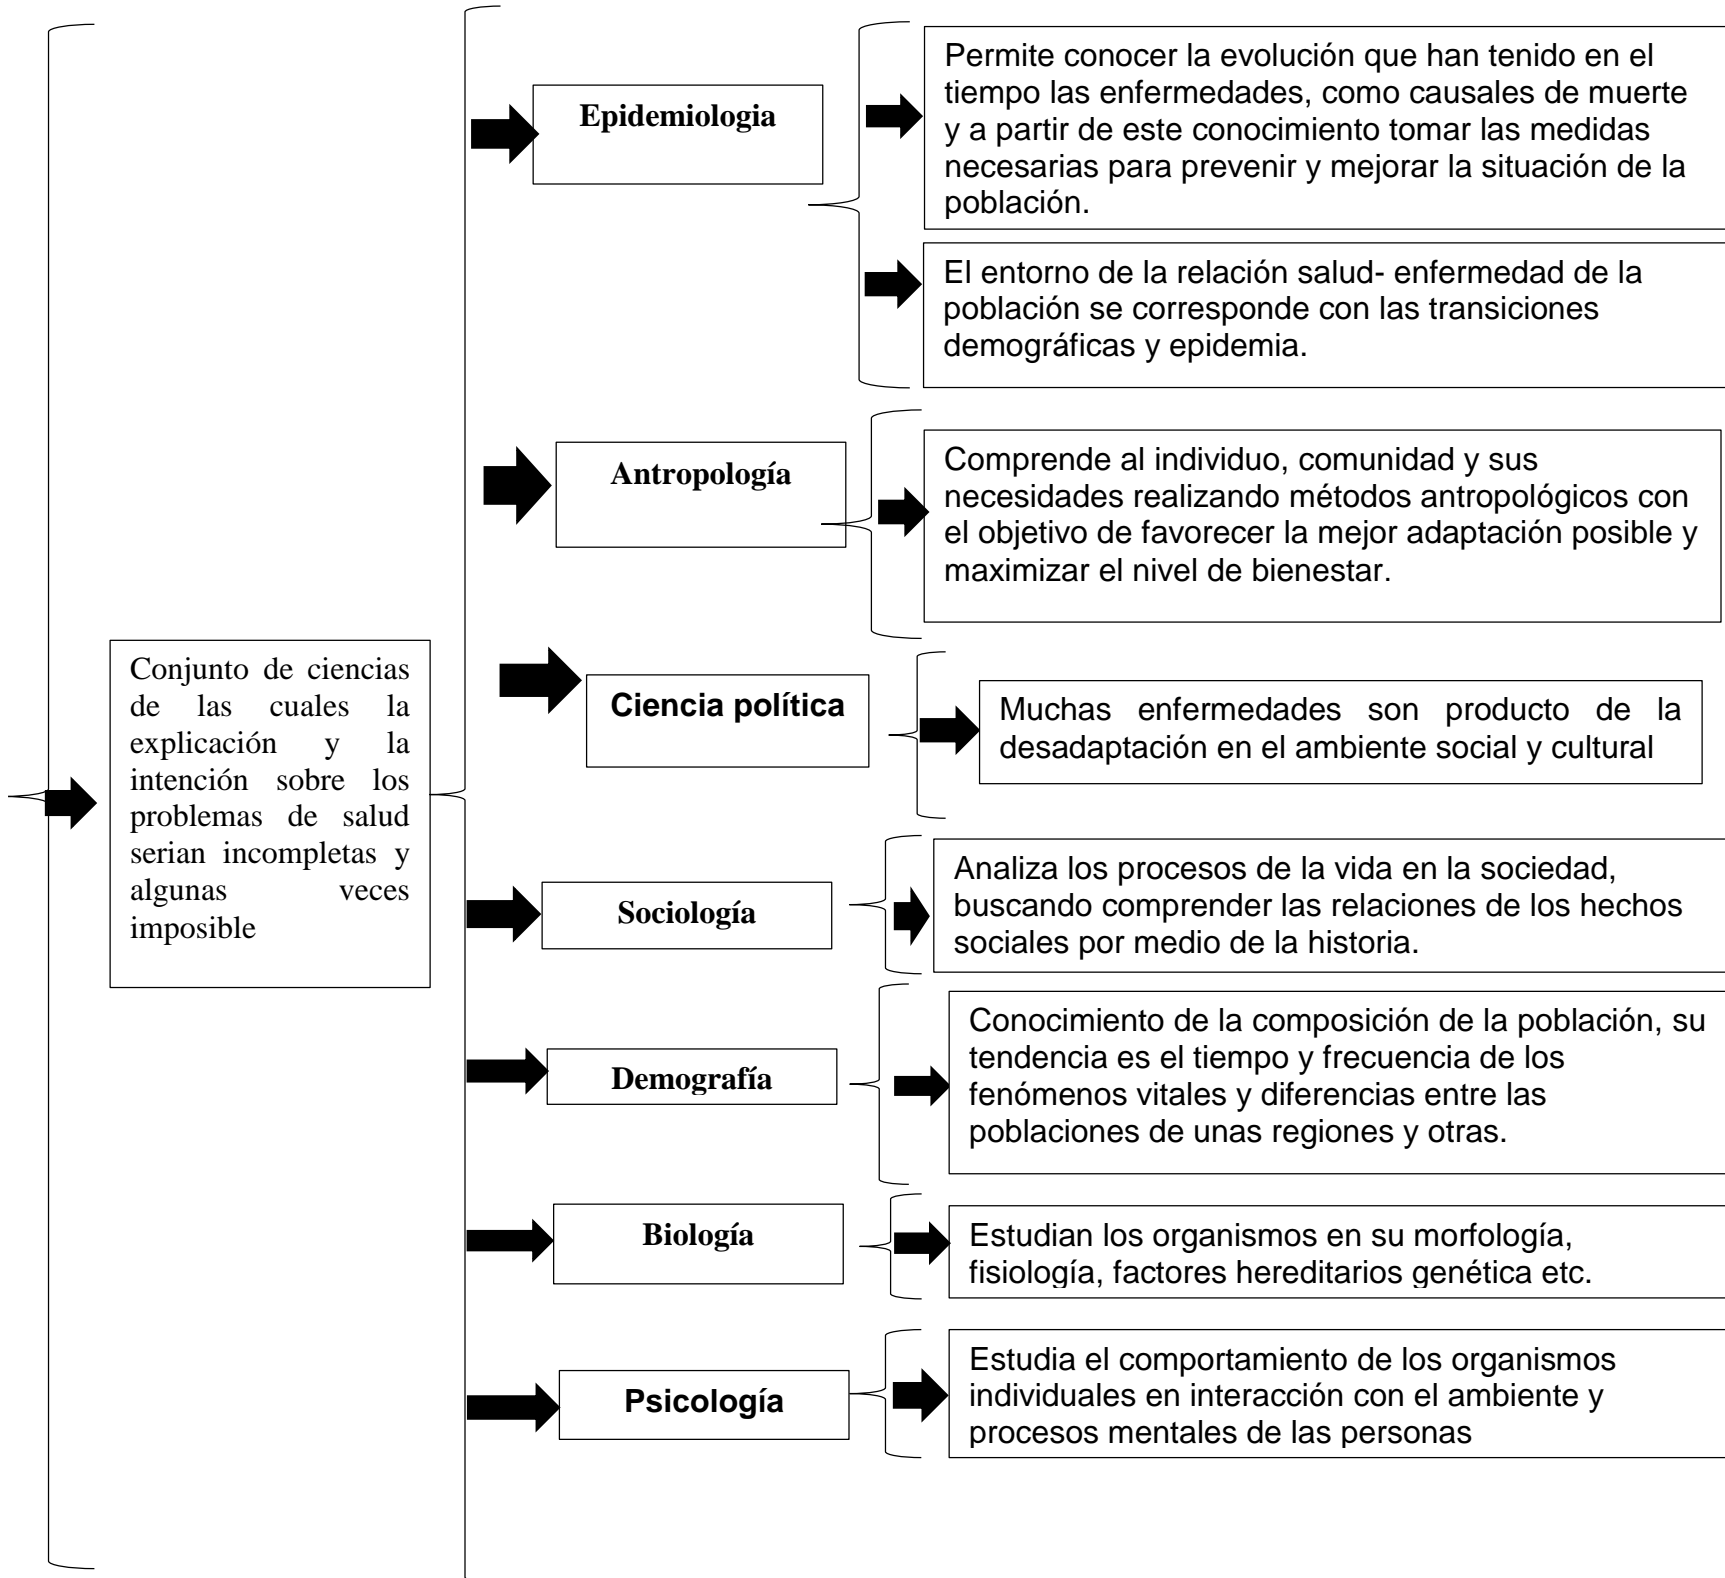 Conjunto de ciencias
de las cuales la
explicación y la
intención sobre los
problemas de salud
serian incompletas y
algunas veces
imposible
Epidemiologia
Permite conocer la evolución que han tenido en el
tiempo las enfermedades, como causales de muerte
y a partir de este conocimiento tomar las medidas
necesarias para prevenir y mejorar la situación de la
población.
El entorno de la relación salud- enfermedad de la
población se corresponde con las transiciones
demográficas y epidemia.
Antropología
Comprende al individuo, comunidad y sus
necesidades realizando métodos antropológicos con
el objetivo de favorecer la mejor adaptación posible y
maximizar el nivel de bienestar.
Ciencia política
Muchas enfermedades son producto de la
desadaptación en el ambiente social y cultural
Sociología
Analiza los procesos de la vida en la sociedad,
buscando comprender las relaciones de los hechos
sociales por medio de la historia.
Demografía
Conocimiento de la composición de la población, su
tendencia es el tiempo y frecuencia de los
fenómenos vitales y diferencias entre las
poblaciones de unas regiones y otras.
Biología
Estudian los organismos en su morfología,
fisiología, factores hereditarios genética etc.
Psicología
Estudia el comportamiento de los organismos
individuales en interacción con el ambiente y
procesos mentales de las personas